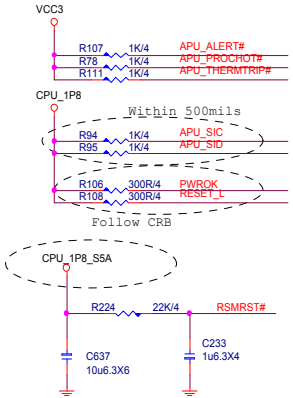 VCC3
R107 1K/4 APU_ALERT#
R78 1K/4 APU_PROCHOT#
R111 1K/4 APU_THERMTRIP#
CPU_1P8
Within 500mils
R94 1K/4 APU_SIC
R95 1K/4 APU_SID
R106 300R/4 PWROK
R108 300R/4 RESET_L
Follow CRB
CPU_1P8_S5A
R224 22K/4 RSMRST#
C637
10u6.3X6
C233
1u6.3X4